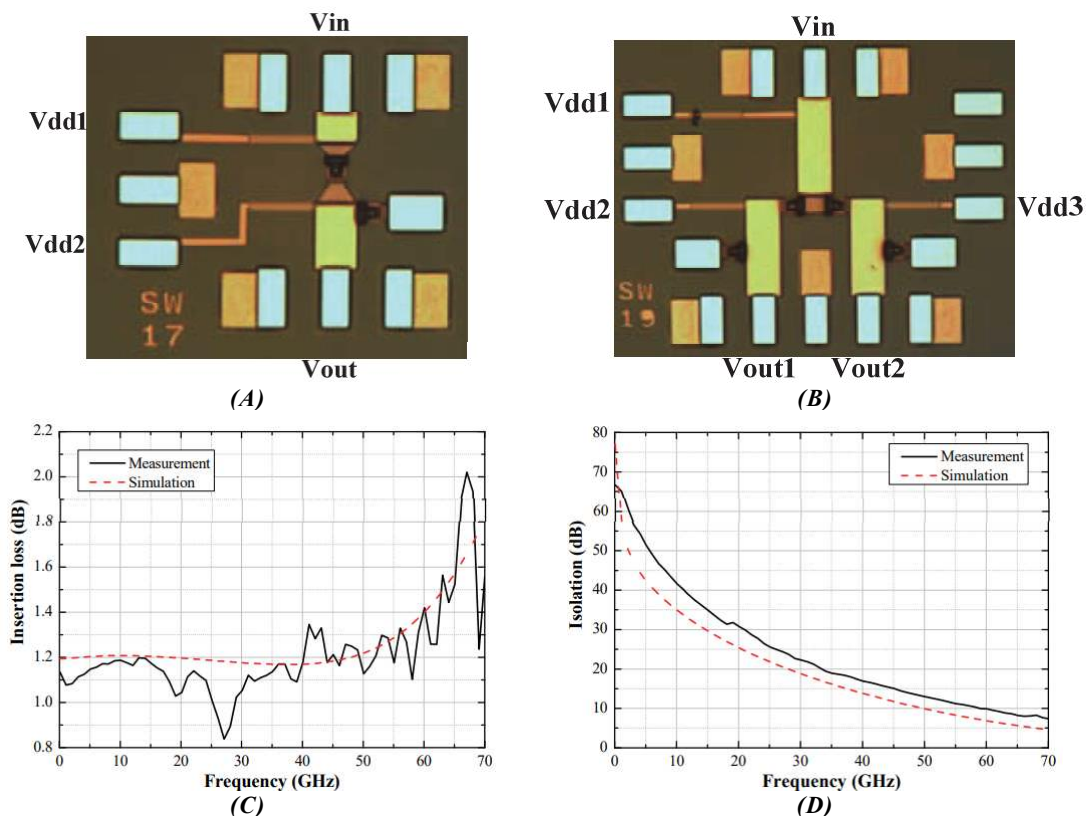 Vin
Vdd1
Vdd2
SW
17
Vout
(A)
Vin
Vdd1
Vdd2
Vdd3
SW
19
Vout1 Vout2
(B)
2.2
2.0
1.8
1.6
1.4
1.2
1.0
0.8
Insertion loss (dB)
Measurement
Simulation
0 10 20 30 40 50 60 70
Frequency (GHz)
(C)
80
70
60
50
40
30
20
10
0
Isolation (dB)
Measurement
Simulation
0 10 20 30 40 50 60 70
Frequency (GHz)
(D)